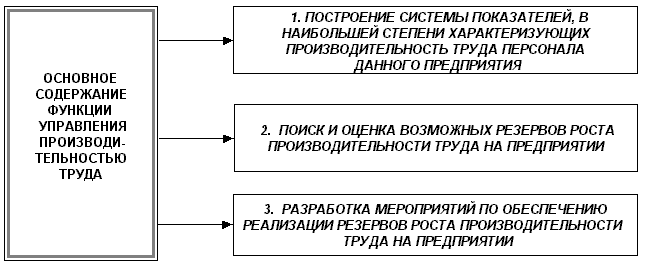 ОСНОВНОЕ
СОДЕРЖАНИЕ
ФУНКЦИИ
УПРАВЛЕНИЯ
ПРОИЗВОДИ-
ТЕЛЬНОСТЬЮ
ТРУДА
1. ПОСТРОЕНИЕ СИСТЕМЫ ПОКАЗАТЕЛЕЙ, В
НАИБОЛЬШЕЙ СТЕПЕНИ ХАРАКТЕРИЗУЮЩИХ
ПРОИЗВОДИТЕЛЬНОСТЬ ТРУДА ПЕРСОНАЛА
ДАННОГО ПРЕДПРИЯТИЯ
2. ПОИСК И ОЦЕНКА ВОЗМОЖНЫХ РЕЗЕРВОВ РОСТА
ПРОИЗВОДИТЕЛЬНОСТИ ТРУДА НА ПРЕДПРИЯТИИ
3. РАЗРАБОТКА МЕРОПРИЯТИЙ ПО ОБЕСПЕЧЕНИЮ
РЕАЛИЗАЦИИ РЕЗЕРВОВ РОСТА ПРОИЗВОДИТЕЛЬНОСТИ
ТРУДА НА ПРЕДПРИЯТИИ